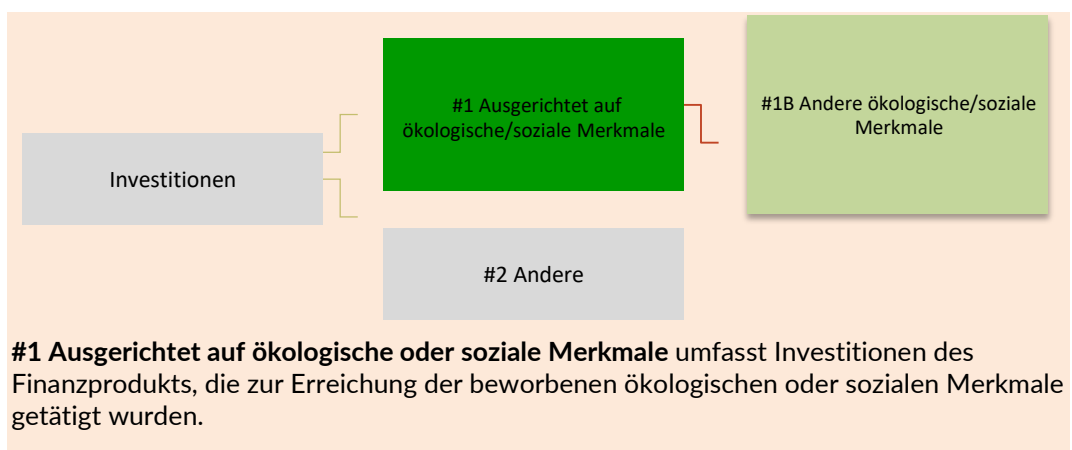 #1 Ausgerichtet auf
ökologische/soziale Merkmale
#1B Andere ökologische/soziale
Merkmale
Investitionen
#2 Andere
#1 Ausgerichtet auf ökologische oder soziale Merkmale umfasst Investitionen des
Finanzprodukts, die zur Erreichung der beworbenen ökologischen oder sozialen Merkmale
getätigt wurden.